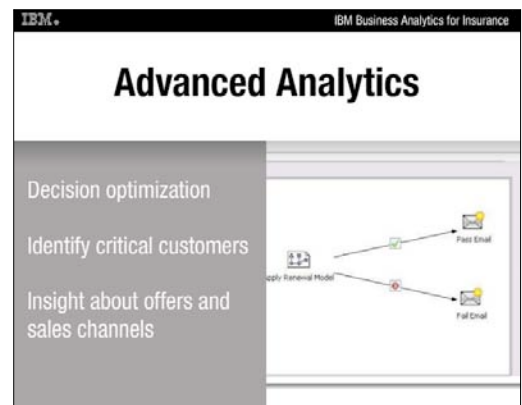 IBM.
IBM Business Analytics for Insurance
Advanced Analytics
Decision optimization
Identify critical customers
Insight about offers and
sales channels
Pass Email
pply Renewal Model
Fail Email